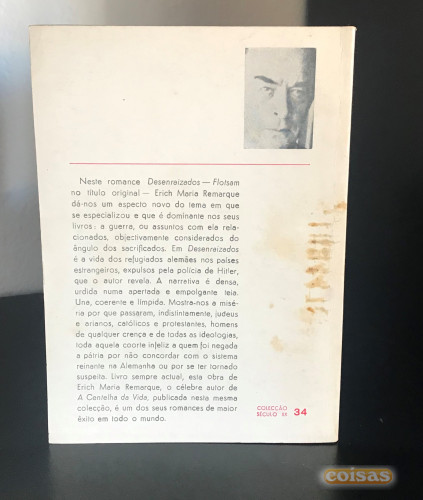 Neste romance Desenraizados — Flotsam
no título original — Erich Maria Remarque
dá-nos um aspecto novo do tema em que
se especializou e que é dominante nos seus
livros: a guerra, ou assuntos com ela rela-
cionados, objectivamente considerados do
ângulo dos sacrificados. Em Desenraizados
é a vida dos refugiados alemães nos países
estrangeiros, expulsos pela polícia de Hitler,
que o autor revela. A narrativa é densa,
urdida numa apertada e empolgante teia.
Una, coerente e límpida. Mostra-nos a misé-
ria por que passaram, indistintamente, judeus
e arianos, católicos e protestantes, homens
de qualquer crença e de todas as ideologias,
toda aquela coorte infeliz a quem foi negada
a pátria por não concordar com o sistema
reinante na Alemanha ou por se ter tornado
suspeita. Livro sempre actual, esta obra de
Erich Maria Remarque, o célebre autor de
A Centelha da Vida, publicada nesta mesma
colecção, é um dos seus romances de maior
êxito em todo o mundo.
COLECÇÃO
SÉCULO XX 34
coisas